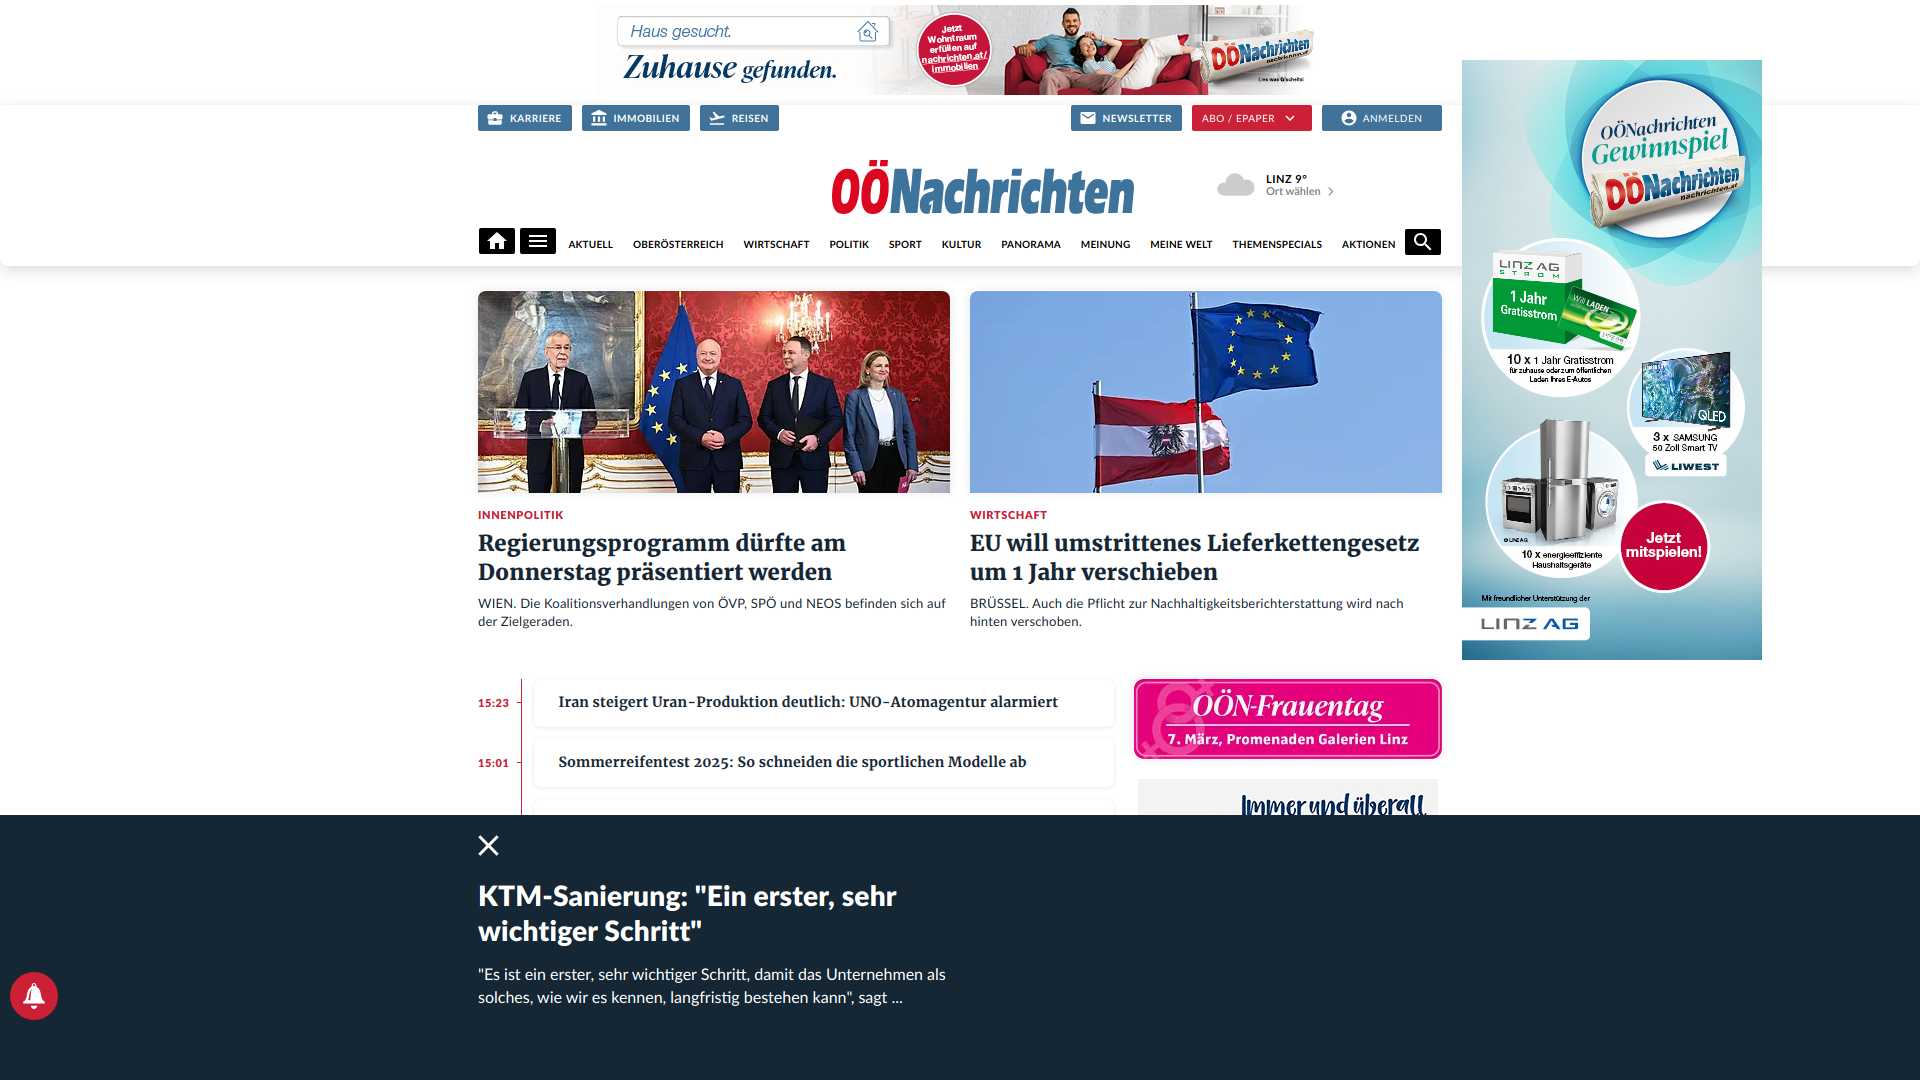 Haus gesucht.
Zuhause gefunden.
Jetzt
Wohntraum
erfüllen auf
nachrichten.at/
immobilien
OÖNachrichten
Lies was G'scheits!
KARRIERE
IMMOBILIEN
REISEN
NEWSLETTER
ABO / EPAPER
ANMELDEN
OÖNachrichten
LINZ 9°
Ort wählen
AKTUELL
OBERÖSTERREICH
WIRTSCHAFT
POLITIK
SPORT
KULTUR
PANORAMA
MEINUNG
MEINE WELT
THEMENSPECIALS
AKTIONEN
INNENPOLITIK
Regierungsprogramm dürfte am
Donnerstag präsentiert werden
WIEN. Die Koalitionsverhandlungen von ÖVP, SPÖ und NEOS befinden sich auf
der Zielgeraden.
WIRTSCHAFT
EU will umstrittenes Lieferkettengesetz
um 1 Jahr verschieben
BRÜSSEL. Auch die Pflicht zur Nachhaltigkeitsberichterstattung wird nach
hinten verschoben.
15:23
Iran steigert Uran-Produktion deutlich: UNO-Atomagentur alarmiert
15:01
Sommerreifentest 2025: So schneiden die sportlichen Modelle ab
OÖN-Frauentag
7. März, Promenaden Galerien Linz
Immer und überall
OÖNachrichten
Gewinnspiel
OÖNachrichten
nachrichten.at
LINZ AG
STROM
1 Jahr
Gratisstrom
Will LADEN
10 x 1 Jahr Gratisstrom
für zuhause oder zum öffentlichen
Laden Ihres E-Autos
QLED
3 x SAMSUNG
50 Zoll Smart TV
LIWEST
© LINZ AG
10 x energieeffiziente
Haushaltsgeräte
Jetzt
mitspielen!
Mit freundlicher Unterstützung der
LINZ AG
KTM-Sanierung: "Ein erster, sehr
wichtiger Schritt"
"Es ist ein erster, sehr wichtiger Schritt, damit das Unternehmen als
solches, wie wir es kennen, langfristig bestehen kann", sagt ...